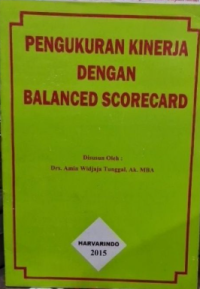 PENGUKURAN KINERJA
DENGAN
BALANCED SCORECARD
Disusun Oleh :
Drs. Amin Widjaja Tunggal, Ak. MBA
HARVARINDO
2015